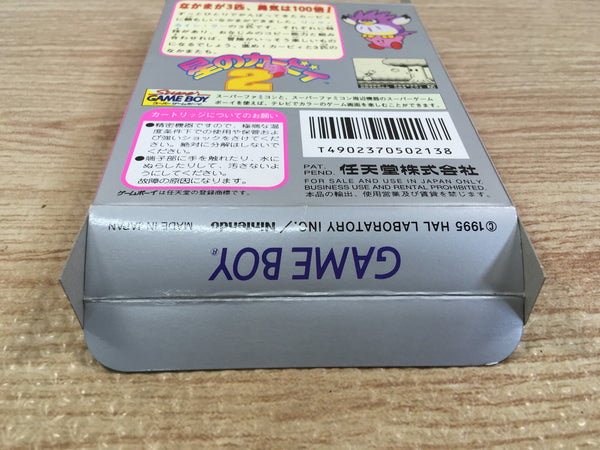 なかまが3匹、勇気は100倍!
星のカービィ
2
Super
GAME BOY
スーパーゲームボーイ
スーパーファミコンと、スーパーファミコン周辺機器のスーパーゲーム
ボーイを使えば、テレビでカラーのゲーム画面を楽しむことができます。
カートリッジについてのお願い
●精密機器ですので、極端な温
度条件下での使用や保管およ
び強いショックをさけてくだ
さい。絶対に分解はしないで
ください。
●端子部に手を触れたり、水に
ぬらしたりして、汚さないよ
うにしてください。
故障の原因になります。
ゲームボーイは任天堂の登録商標です。
T4902370502138
PAT.
PEND.
任天堂株式会社
FOR SALE AND USE IN JAPAN ONLY.
BUSINESS USE AND RENTAL PROHIBITED.
本品の輸出、使用営業及び賃貸を禁じます。
© 1995 HAL LABORATORY INC./Nintendo MADE IN JAPAN
GAME BOY®